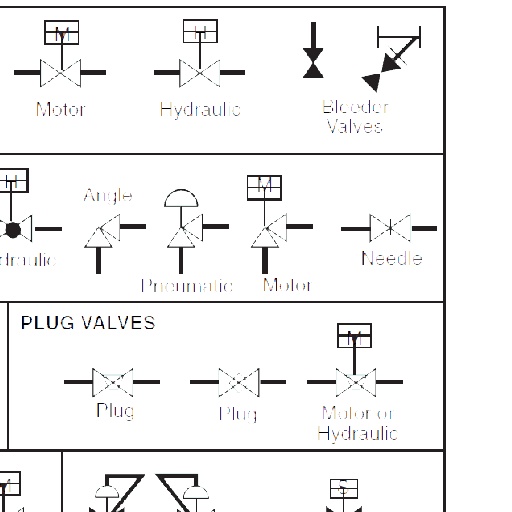 M
H
Motor
Hydraulic
Bleeder
Valves
H
M
Angle
draulic
Needle
Pneumatic
Motor
PLUG VALVES
M
Plug
Plug
Motor or
Hydraulic
M
S